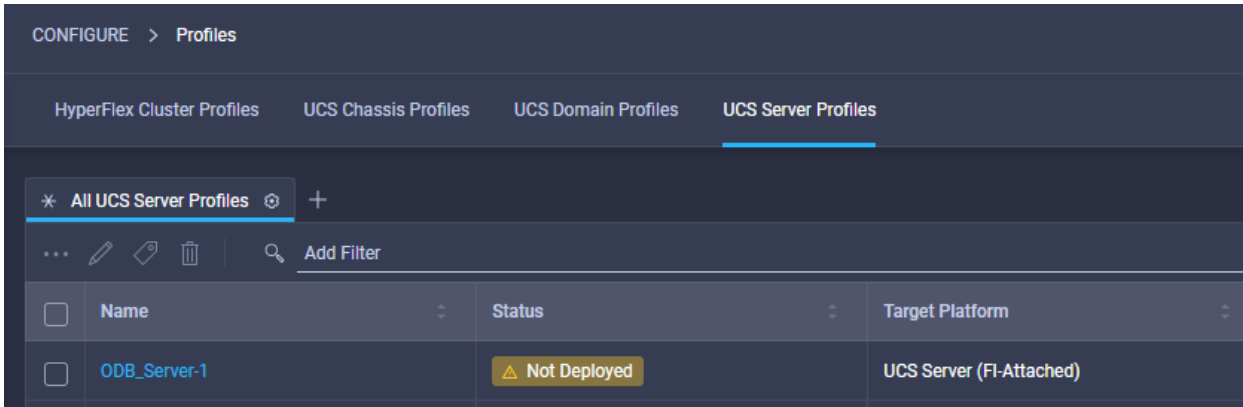 CONFIGURE > Profiles
HyperFlex Cluster Profiles UCS Chassis Profiles UCS Domain Profiles UCS Server Profiles
All UCS Server Profiles
Add Filter
Name Status Target Platform
ODB_Server-1 Not Deployed UCS Server (FI-Attached)